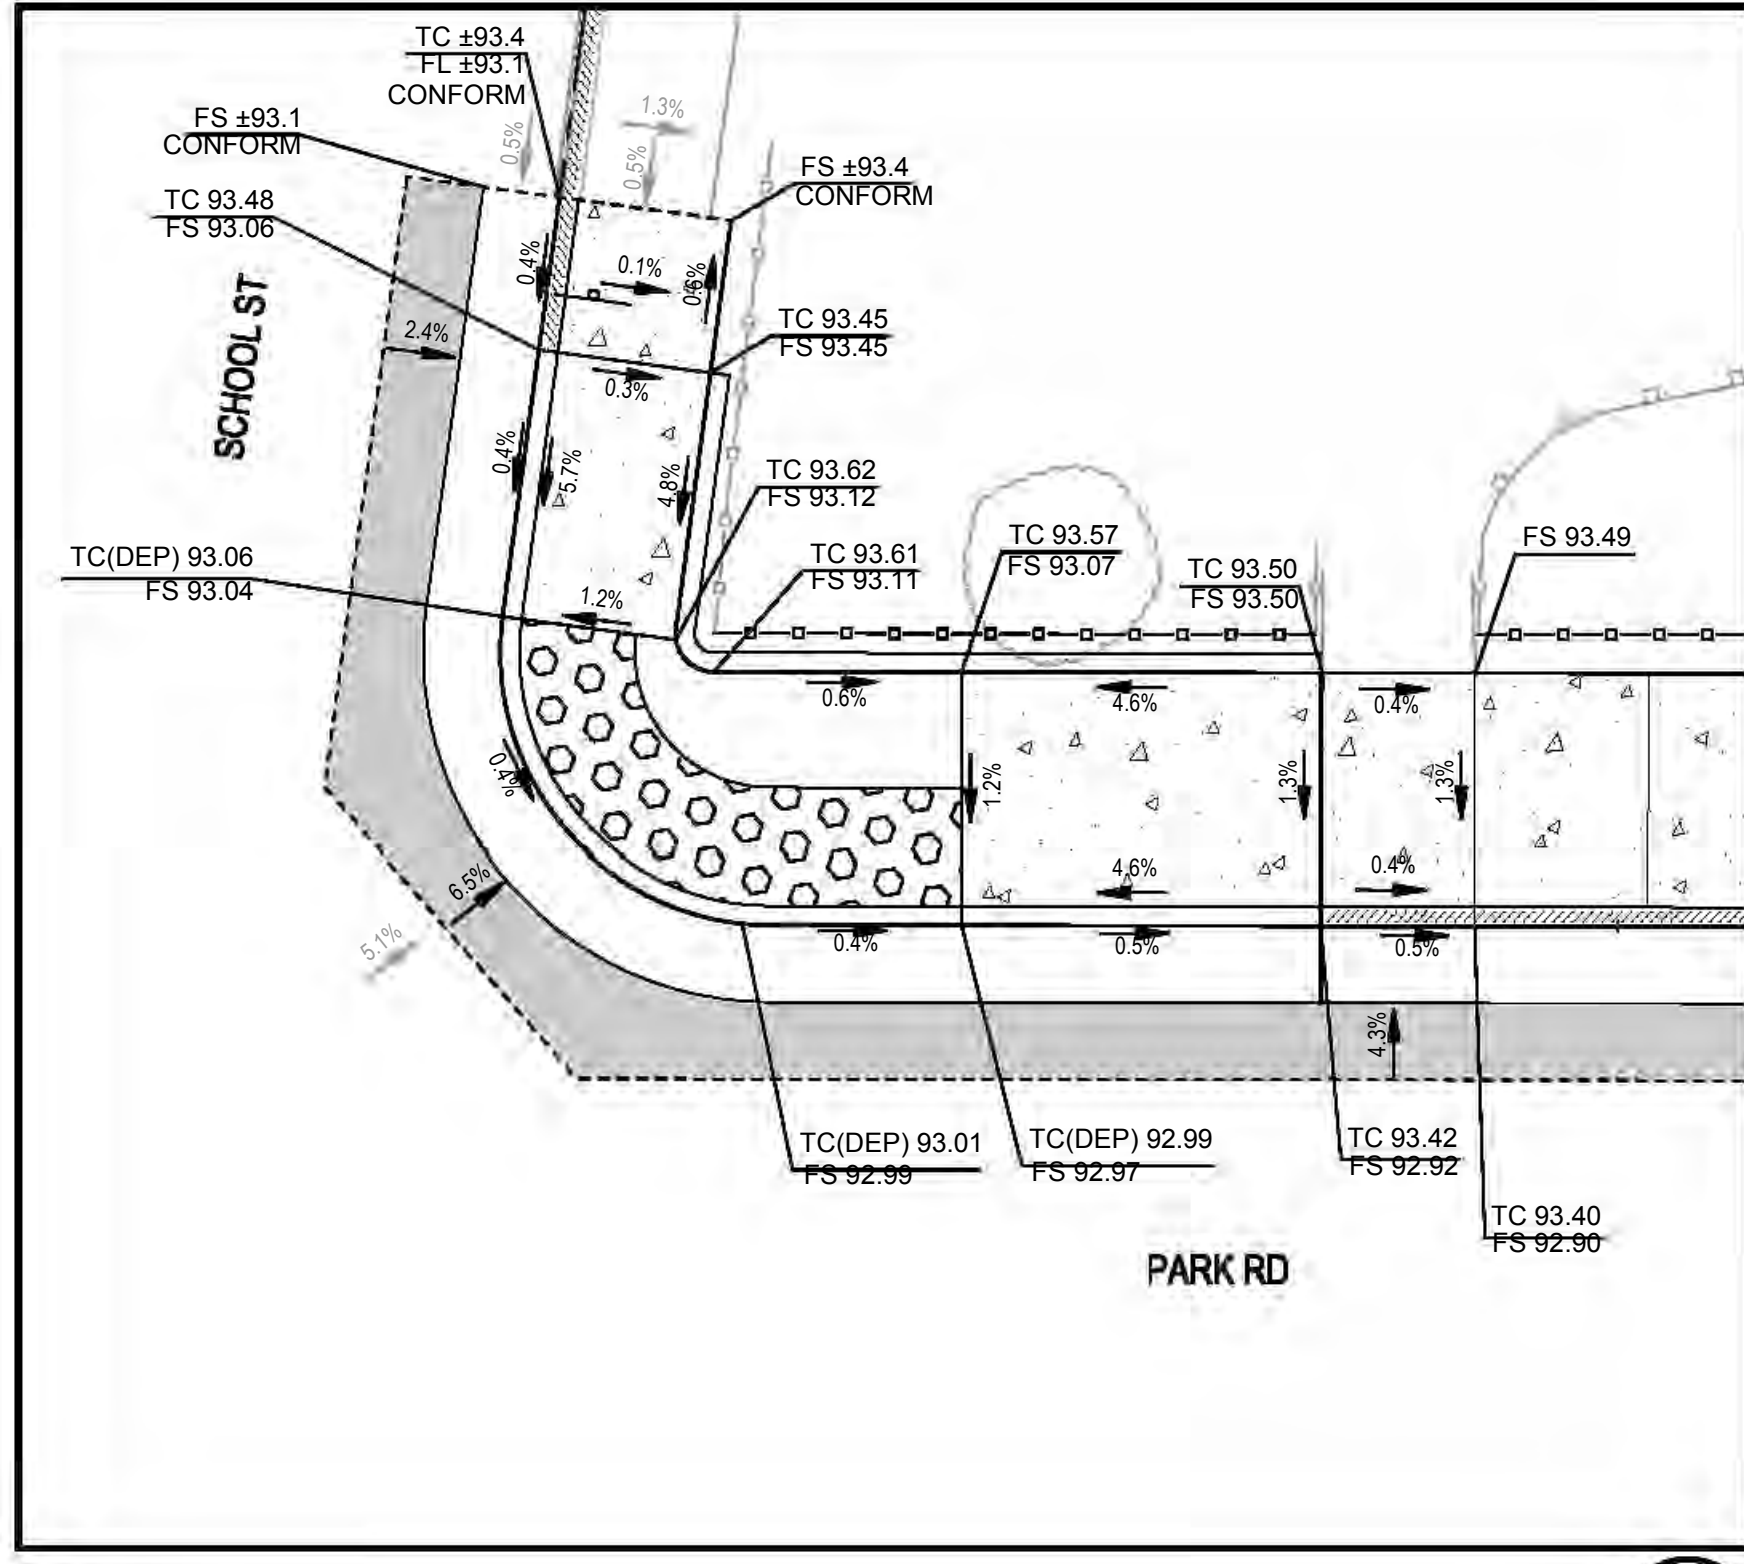 TC ±93.4
FL ±93.1
CONFORM
FS ±93.1
CONFORM
1.3%
0.5%
0.5%
FS ±93.4
CONFORM
TC 93.48
FS 93.06
0.4%
0.1%
0.6%
SCHOOL ST
2.4%
TC 93.45
FS 93.45
0.3%
0.4%
5.7%
4.8%
TC 93.62
FS 93.12
TC(DEP) 93.06
FS 93.04
1.2%
TC 93.61
FS 93.11
TC 93.57
FS 93.07
TC 93.50
FS 93.50
FS 93.49
0.6%
4.6%
0.4%
0.4%
1.2%
1.3%
1.3%
6.5%
5.1%
4.6%
0.4%
0.4%
0.5%
0.5%
4.3%
TC(DEP) 93.01
FS 92.99
TC(DEP) 92.99
FS 92.97
TC 93.42
FS 92.92
TC 93.40
FS 92.90
PARK RD